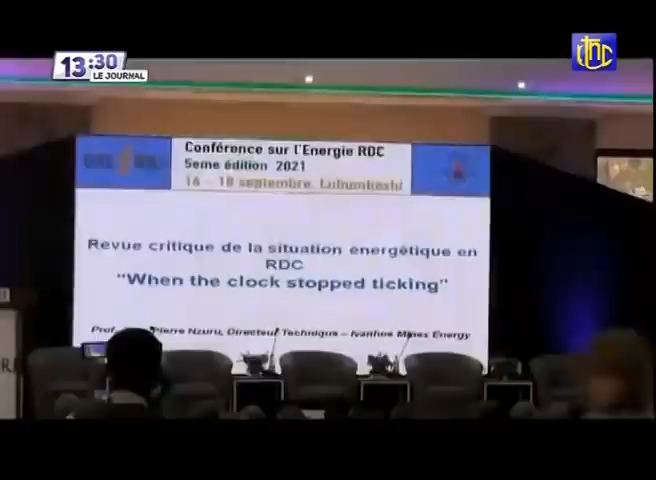 13:30
LE JOURNAL
Conférence sur l'Energie RDC
5eme édition 2021
16 - 18 septembre, Lubumbashi
Revue critique de la situation energétique en
RDC
"When the clock stopped ticking"
Pierre Nzuru, Directeur Technique – Ivanhoe Mines Energy